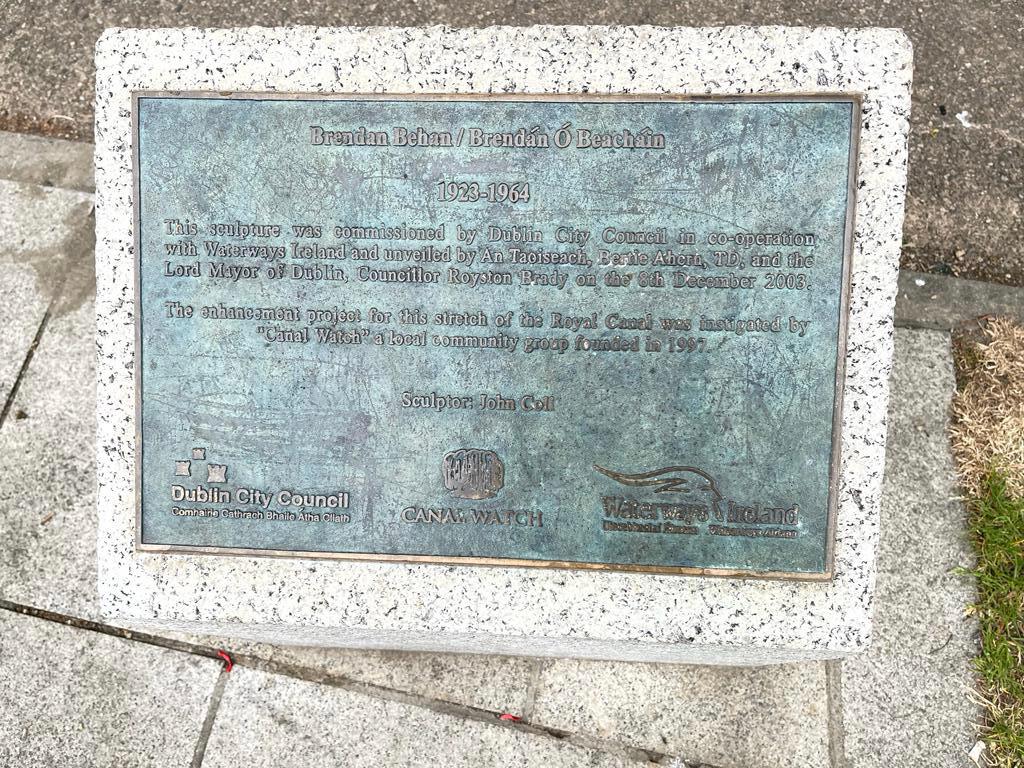 Brendan Behan / Brendán Ó Beacháin
1923-1964
This sculpture was commissioned by Dublin City Council in co-operation
with Waterways Ireland and unveiled by An Taoiseach, Bertie Ahern, TD, and the
Lord Mayor of Dublin, Councillor Royston Brady on the 8th December 2003.
The enhancement project for this stretch of the Royal Canal was instigated by
"Canal Watch" a local community group founded in 1997.
Sculptor: John Coll
Dublin City Council
Comhairle Cathrach Bhaile Átha Cliath
CANAL WATCH
Waterways Ireland